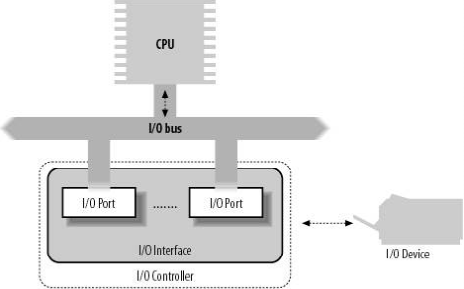 CPU
I/O bus
I/O Port ....... I/O Port
I/O Interface
I/O Device
I/O Controller